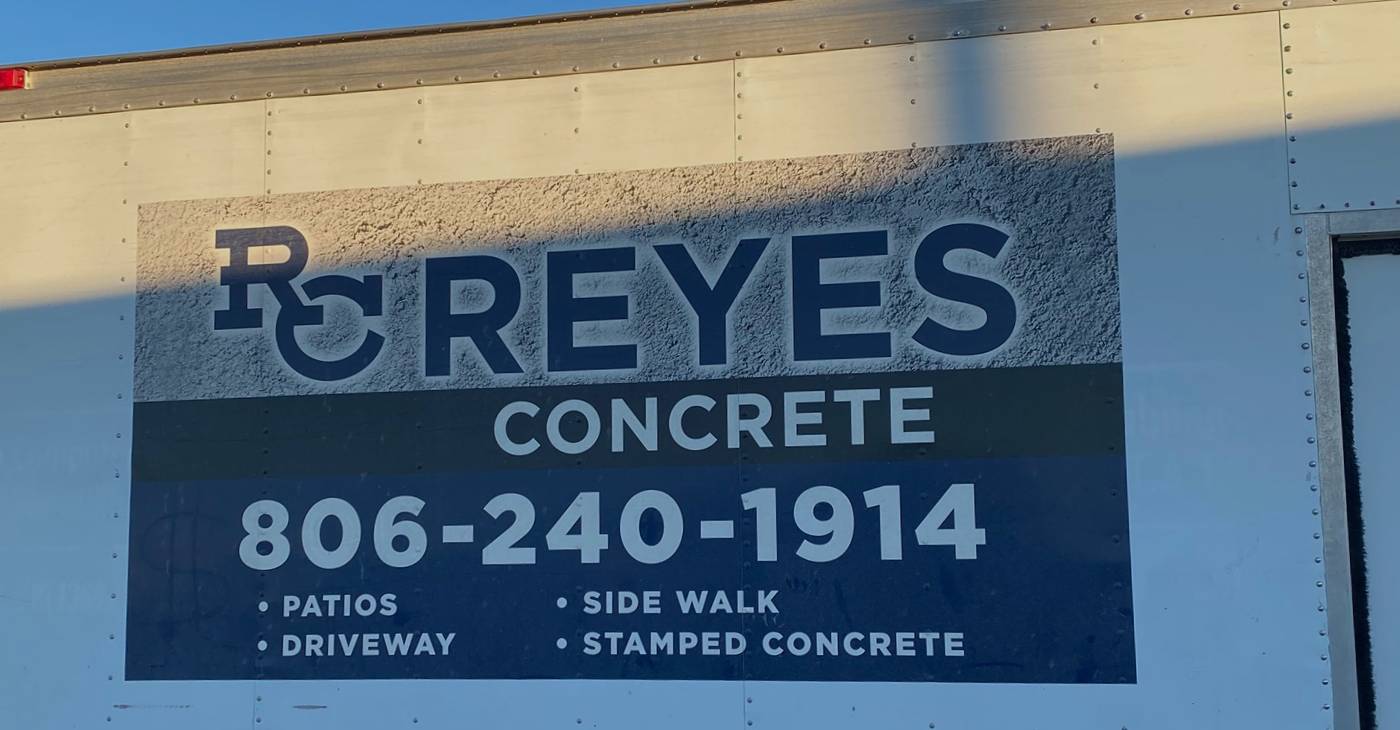 RC REYES
CONCRETE
806-240-1914
• PATIOS • SIDE WALK
• DRIVEWAY • STAMPED CONCRETE